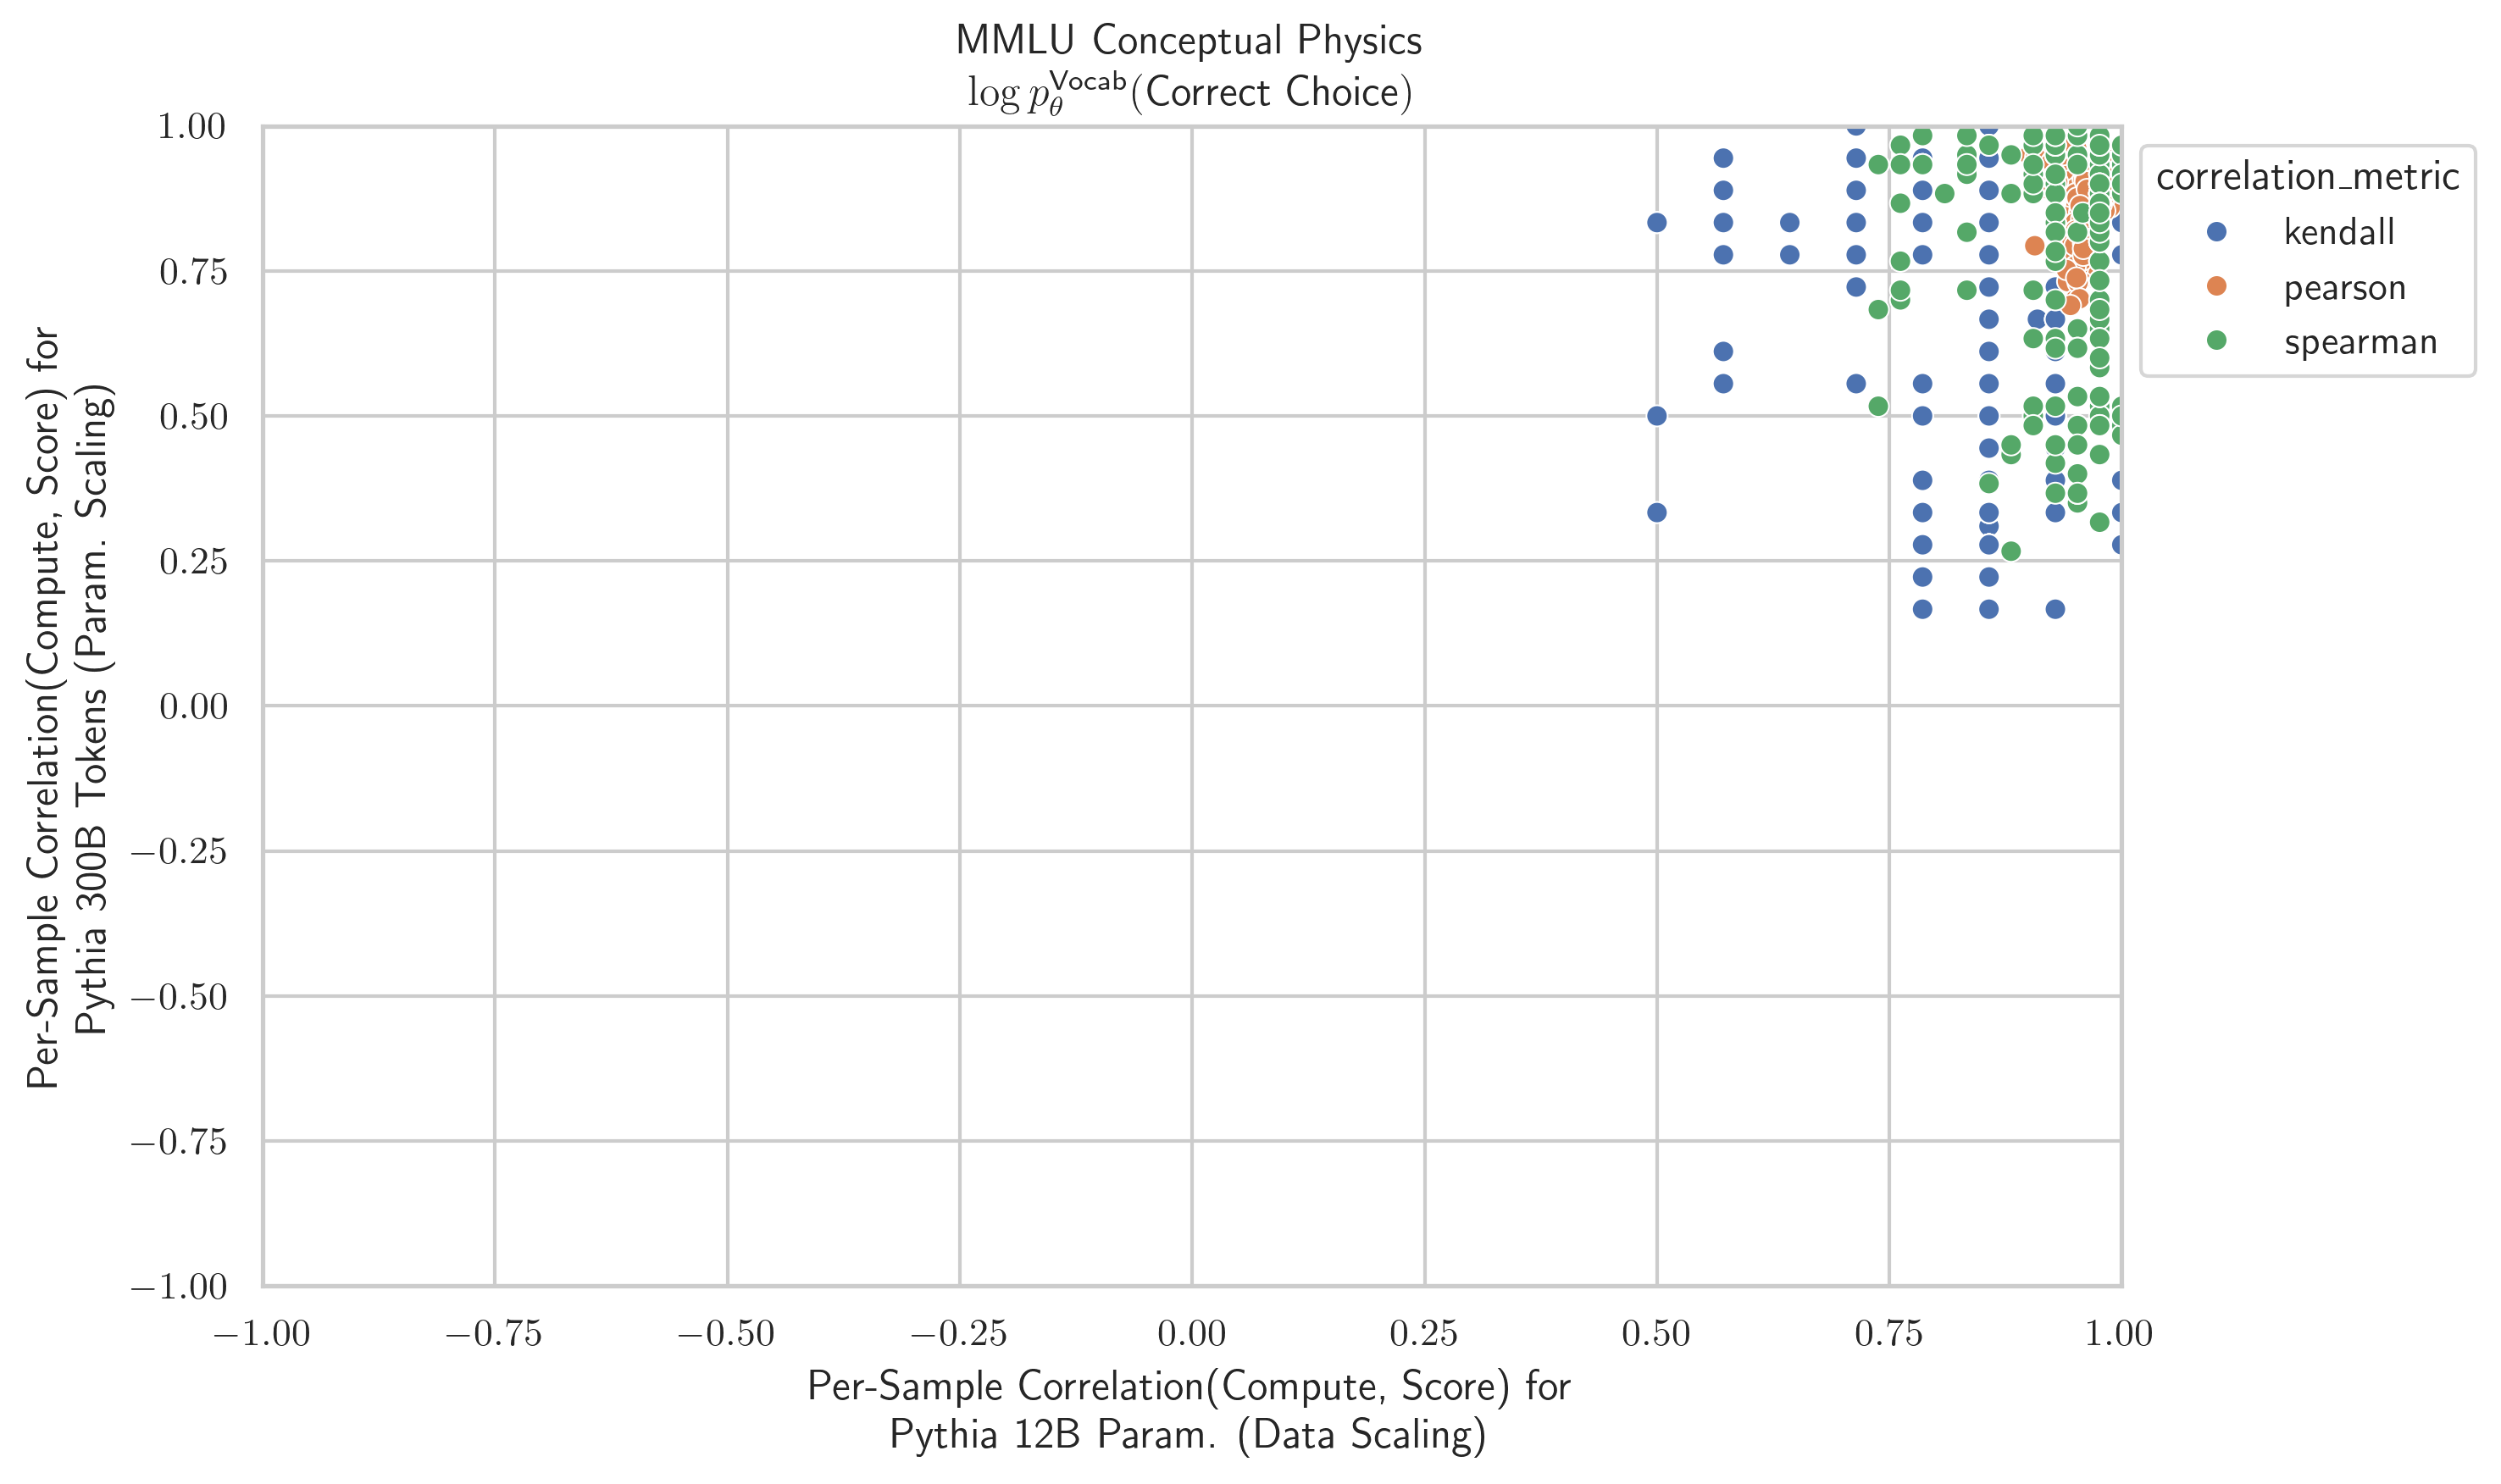 MMLU Conceptual Physics
log p_θ^Vocab(Correct Choice)
1.00
0.75
0.50
0.25
0.00
−0.25
−0.50
−0.75
−1.00
Per-Sample Correlation(Compute, Score) for
Pythia 300B Tokens (Param. Scaling)
−1.00 −0.75 −0.50 −0.25 0.00 0.25 0.50 0.75 1.00
Per-Sample Correlation(Compute, Score) for
Pythia 12B Param. (Data Scaling)
correlation_metric
kendall
pearson
spearman